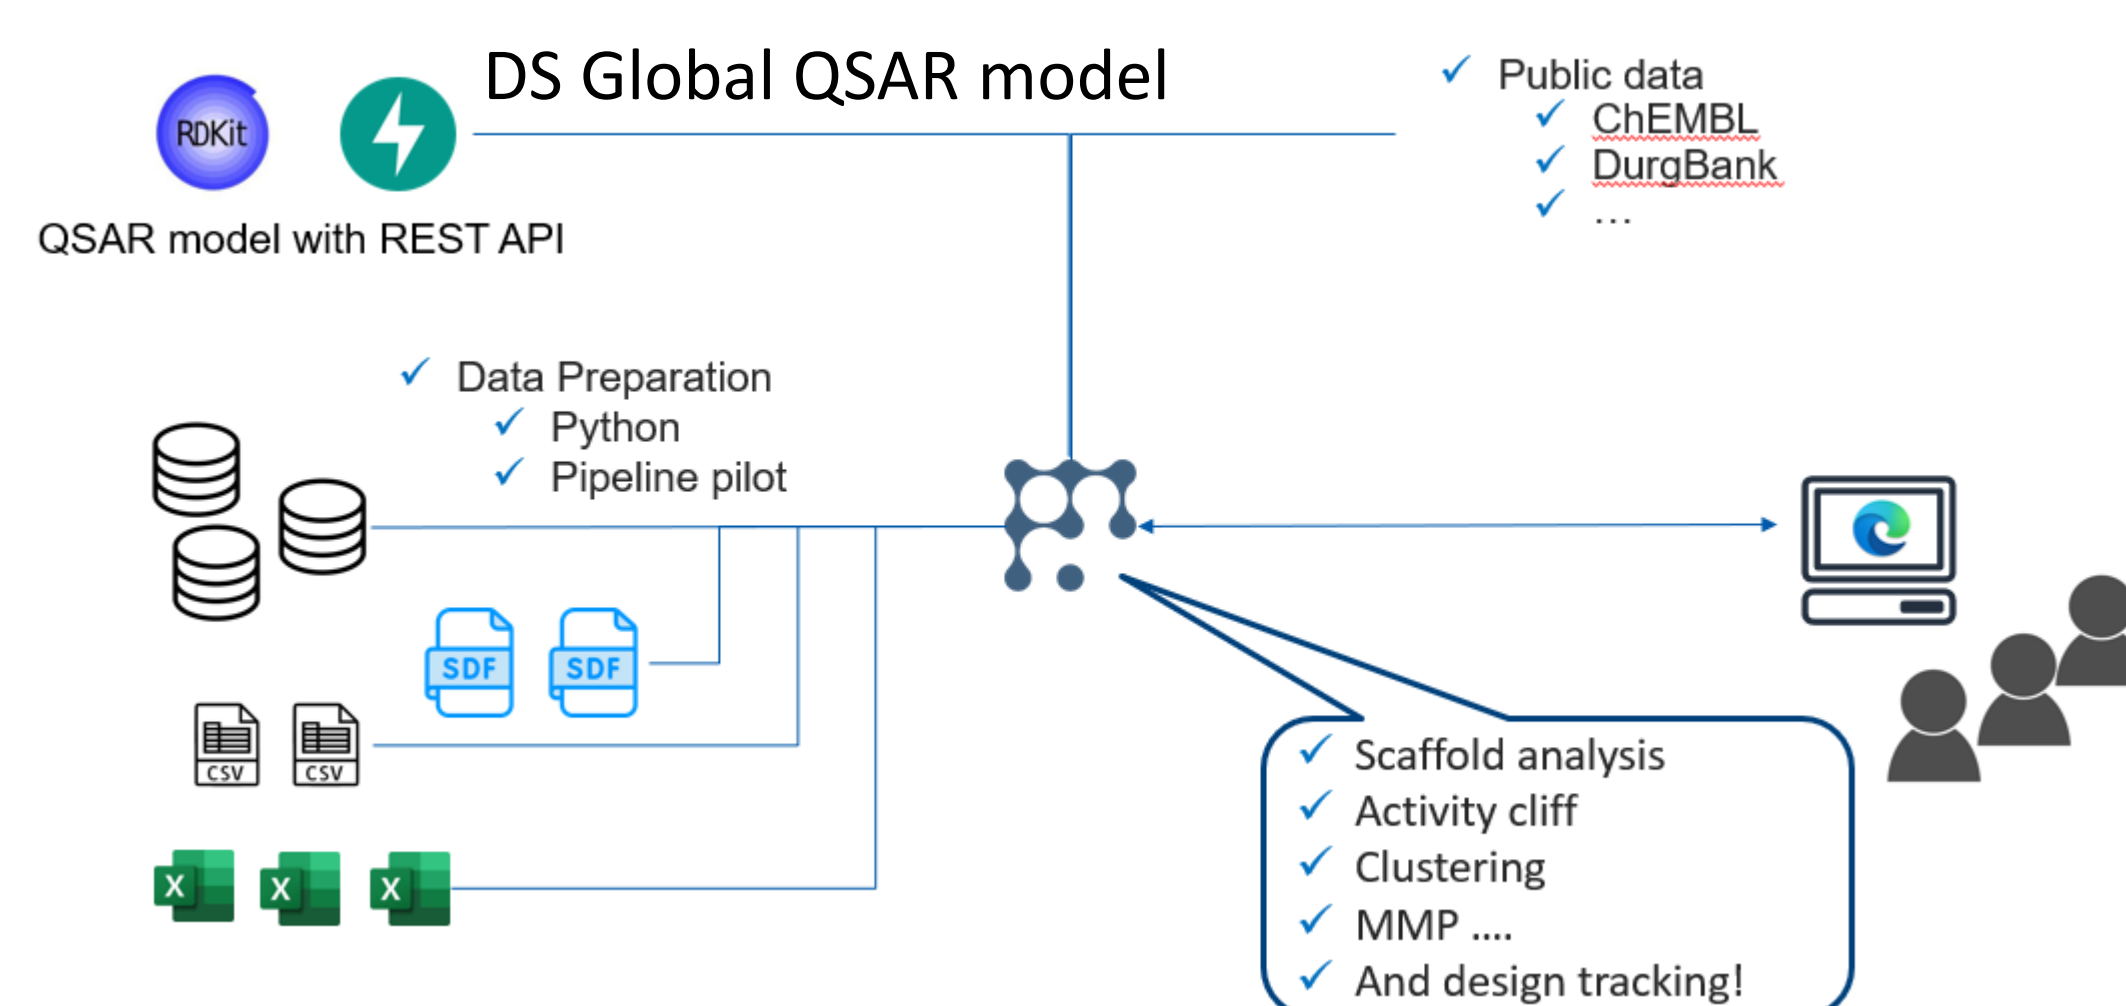 DS Global QSAR model
RDKit
QSAR model with REST API
Public data
ChEMBL
DurgBank
...
Data Preparation
Python
Pipeline pilot
SDF
SDF
CSV
CSV
X
X
X
Scaffold analysis
Activity cliff
Clustering
MMP ....
And design tracking!